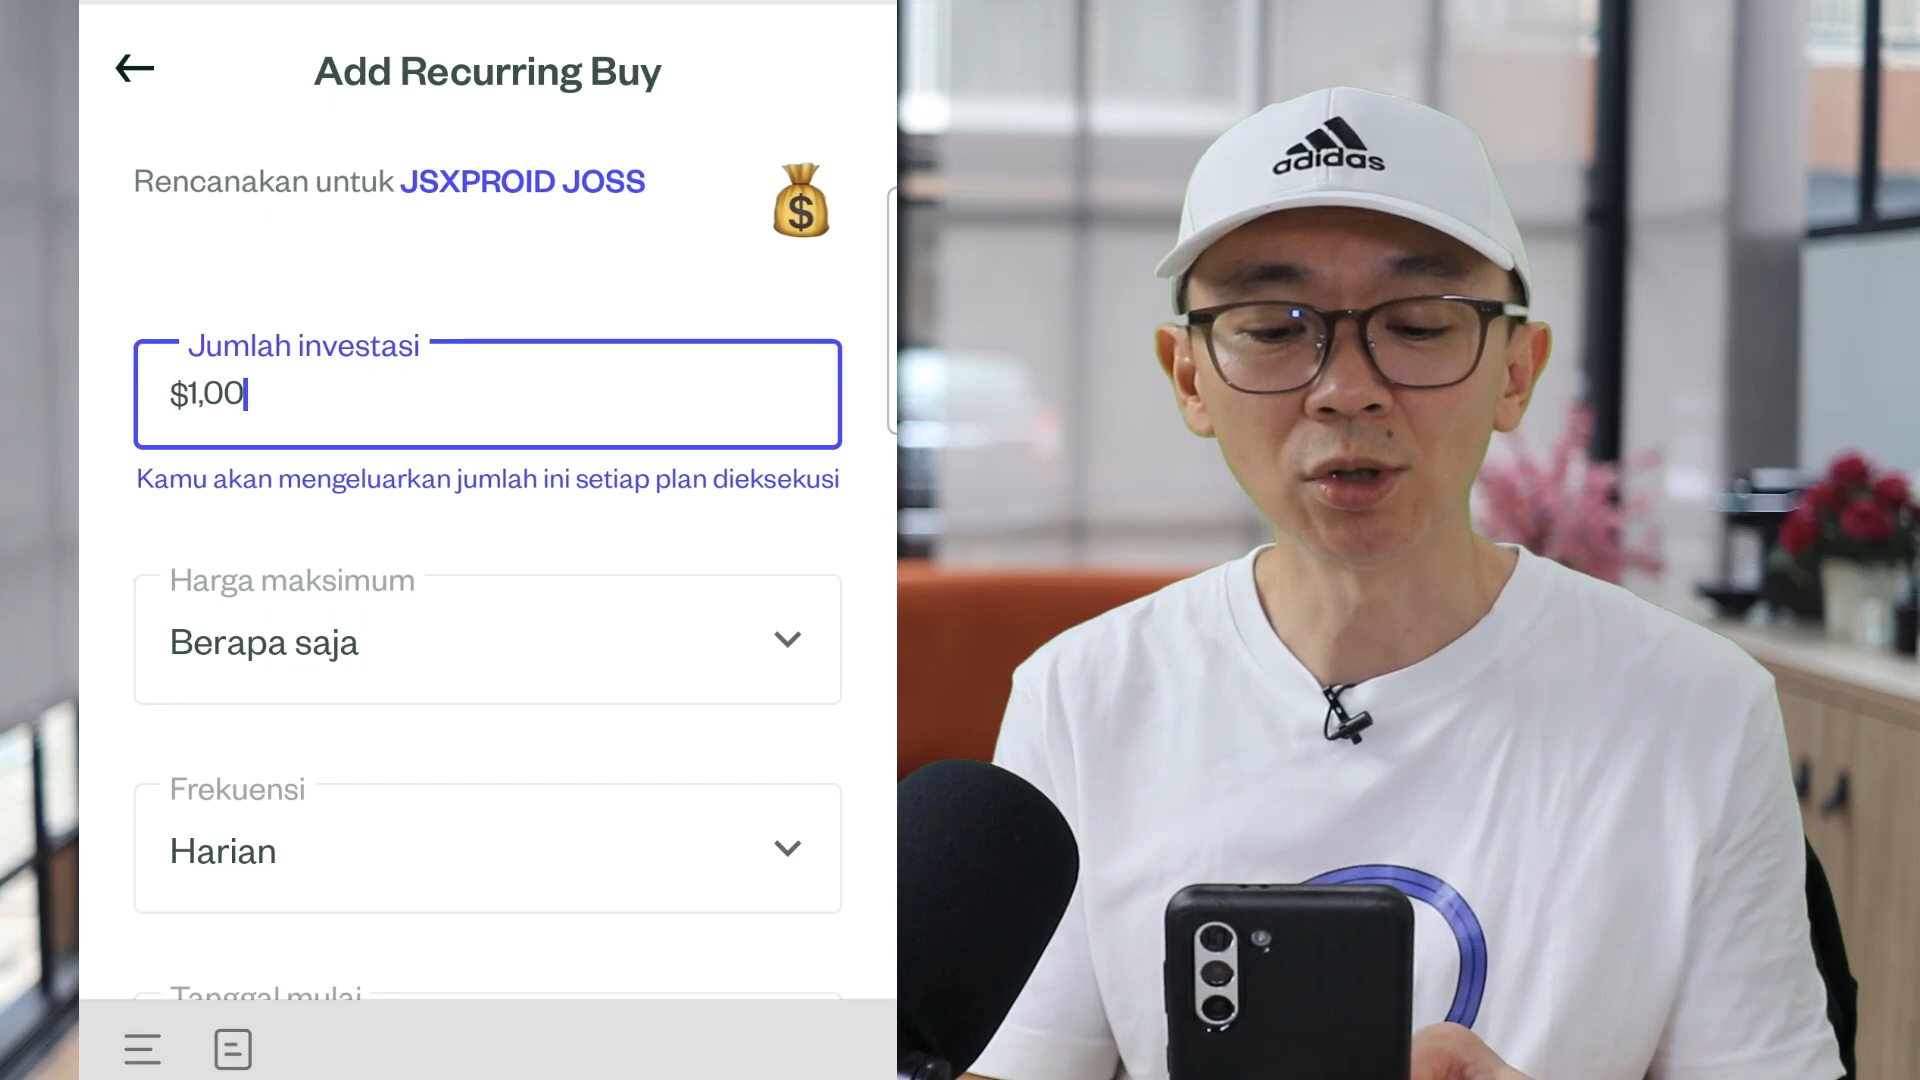 Add Recurring Buy
Rencanakan untuk JSXPROID JOSS
Jumlah investasi
$1,00
Kamu akan mengeluarkan jumlah ini setiap plan dieksekusi
Harga maksimum
Berapa saja
Frekuensi
Harian
Tanggal mulai
adidas